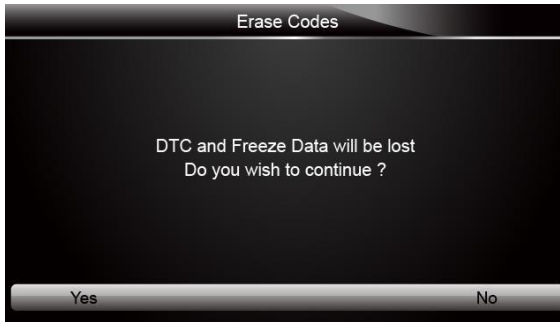 Erase Codes
DTC and Freeze Data will be lost
Do you wish to continue ?
Yes
No